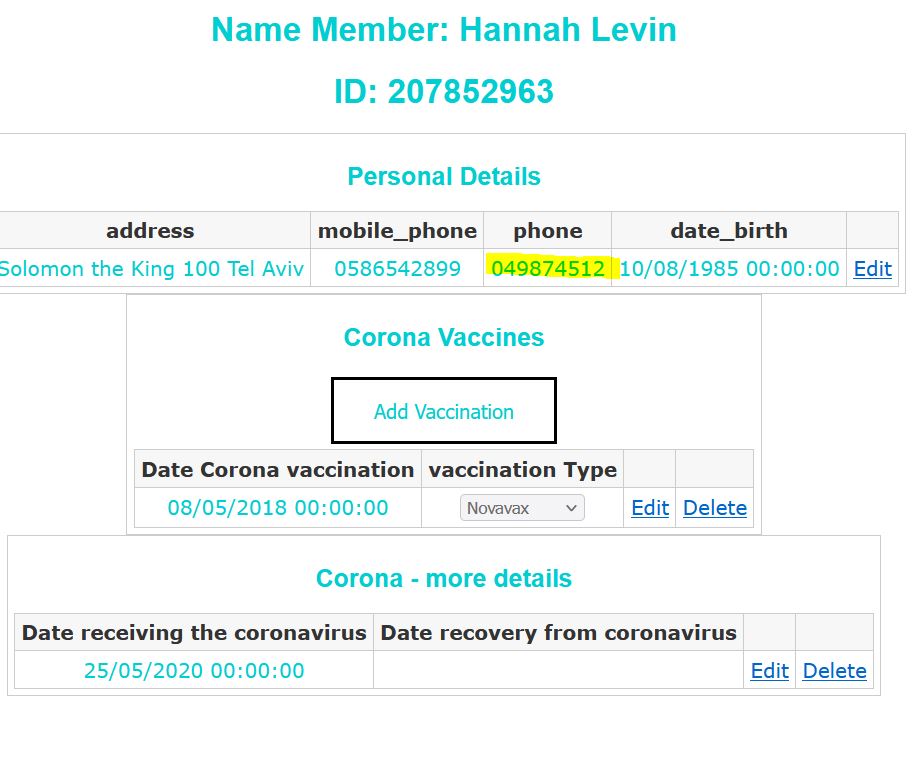 Name Member: Hannah Levin
ID: 207852963
Personal Details
address mobile_phone phone date_birth
Solomon the King 100 Tel Aviv 0586542899 049874512 10/08/1985 00:00:00 Edit
Corona Vaccines
Add Vaccination
Date Corona vaccination vaccination Type
08/05/2018 00:00:00 Novavax Edit Delete
Corona - more details
Date receiving the coronavirus Date recovery from coronavirus
25/05/2020 00:00:00 Edit Delete